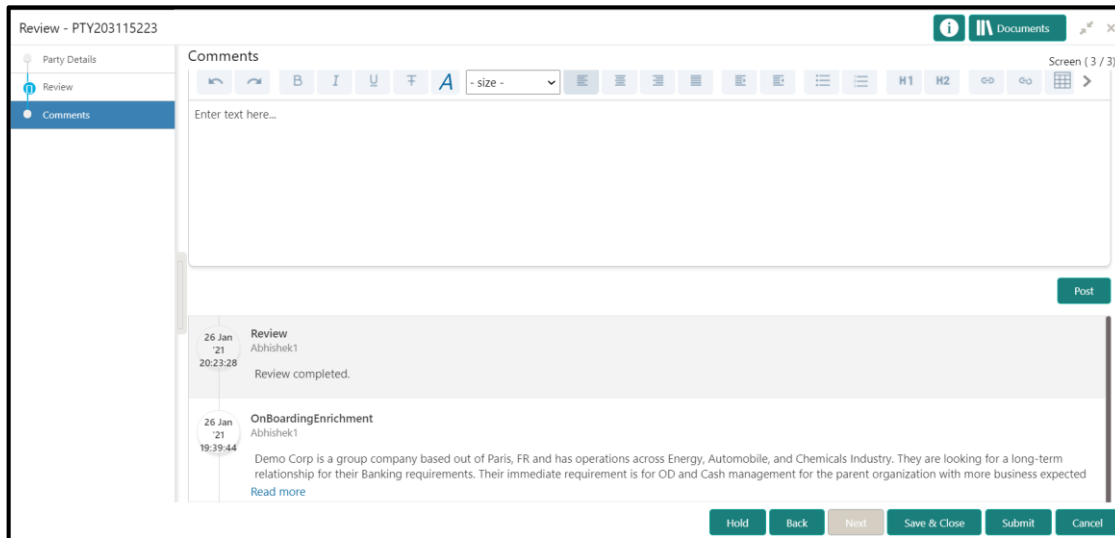 Review - PTY203115223
Documents
Party Details
Review
Comments
Comments
Screen ( 3 / 3)
B I U T A - size - H1 H2
Enter text here...
Post
26 Jan
'21
20:23:28
Review
Abhishek1
Review completed.
26 Jan
'21
19:39:44
OnBoardingEnrichment
Abhishek1
Demo Corp is a group company based out of Paris, FR and has operations across Energy, Automobile, and Chemicals Industry. They are looking for a long-term
relationship for their Banking requirements. Their immediate requirement is for OD and Cash management for the parent organization with more business expected
Read more
Hold Back Next Save & Close Submit Cancel